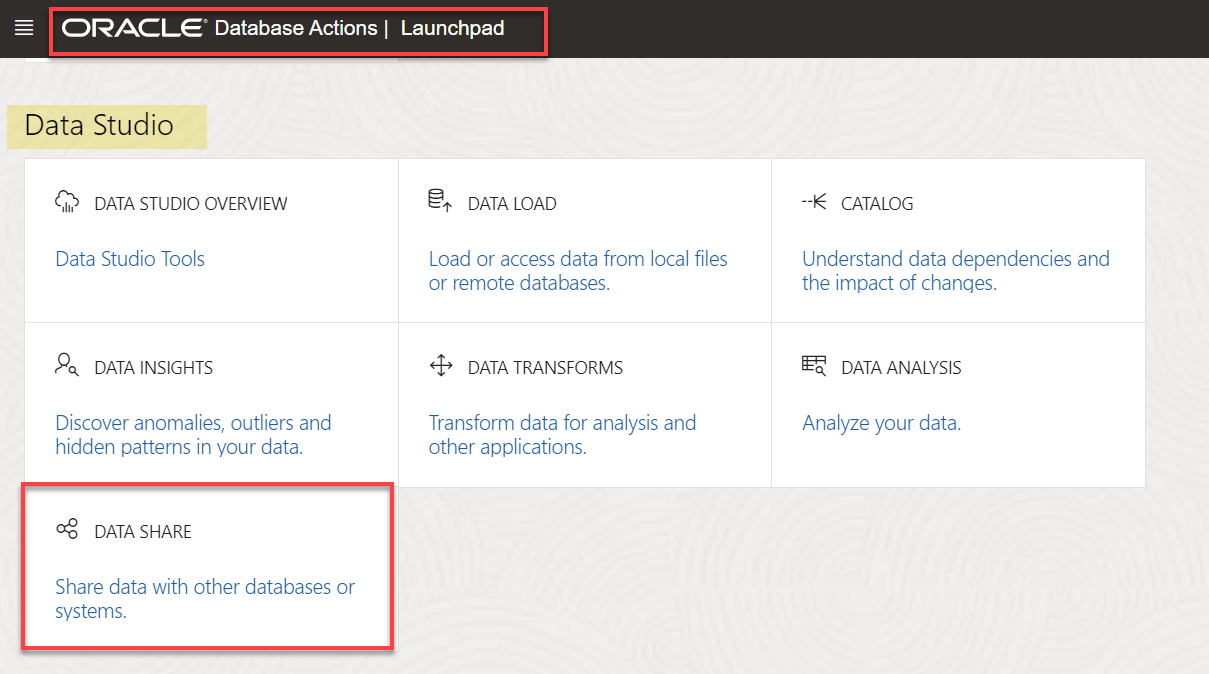 ORACLE® Database Actions | Launchpad
Data Studio
DATA STUDIO OVERVIEW
Data Studio Tools
DATA LOAD
Load or access data from local files
or remote databases.
CATALOG
Understand data dependencies and
the impact of changes.
DATA INSIGHTS
Discover anomalies, outliers and
hidden patterns in your data.
DATA TRANSFORMS
Transform data for analysis and
other applications.
DATA ANALYSIS
Analyze your data.
DATA SHARE
Share data with other databases or
systems.